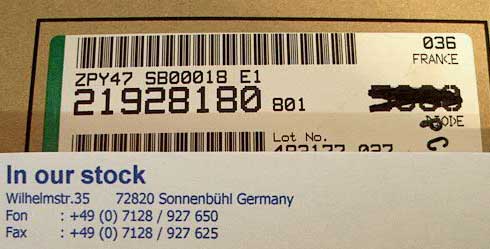 036
FRANCE
ZPY47 SB00018 E1
21928180 801
DIODE
Lot No.
In our stock
Wilhelmstr.35 72820 Sonnenbühl Germany
Fon : +49 (0) 7128 / 927 650
Fax : +49 (0) 7128 / 927 625